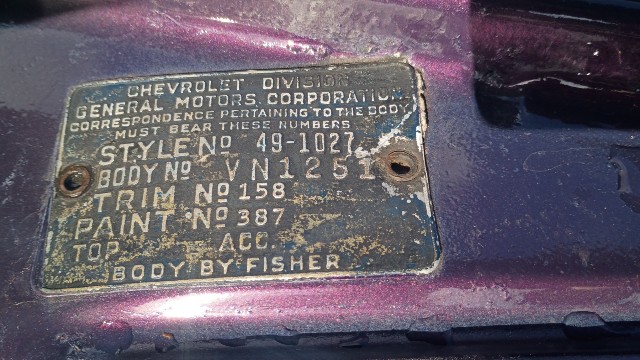 CHEVROLET DIVISION
GENERAL MOTORS CORPORATION
CORRESPONDENCE PERTAINING TO THE BODY
MUST BEAR THESE NUMBERS
STYLE No 49-1027
BODY No VN1251
TRIM No 158
PAINT No 387
TOP ACC.
BODY BY FISHER